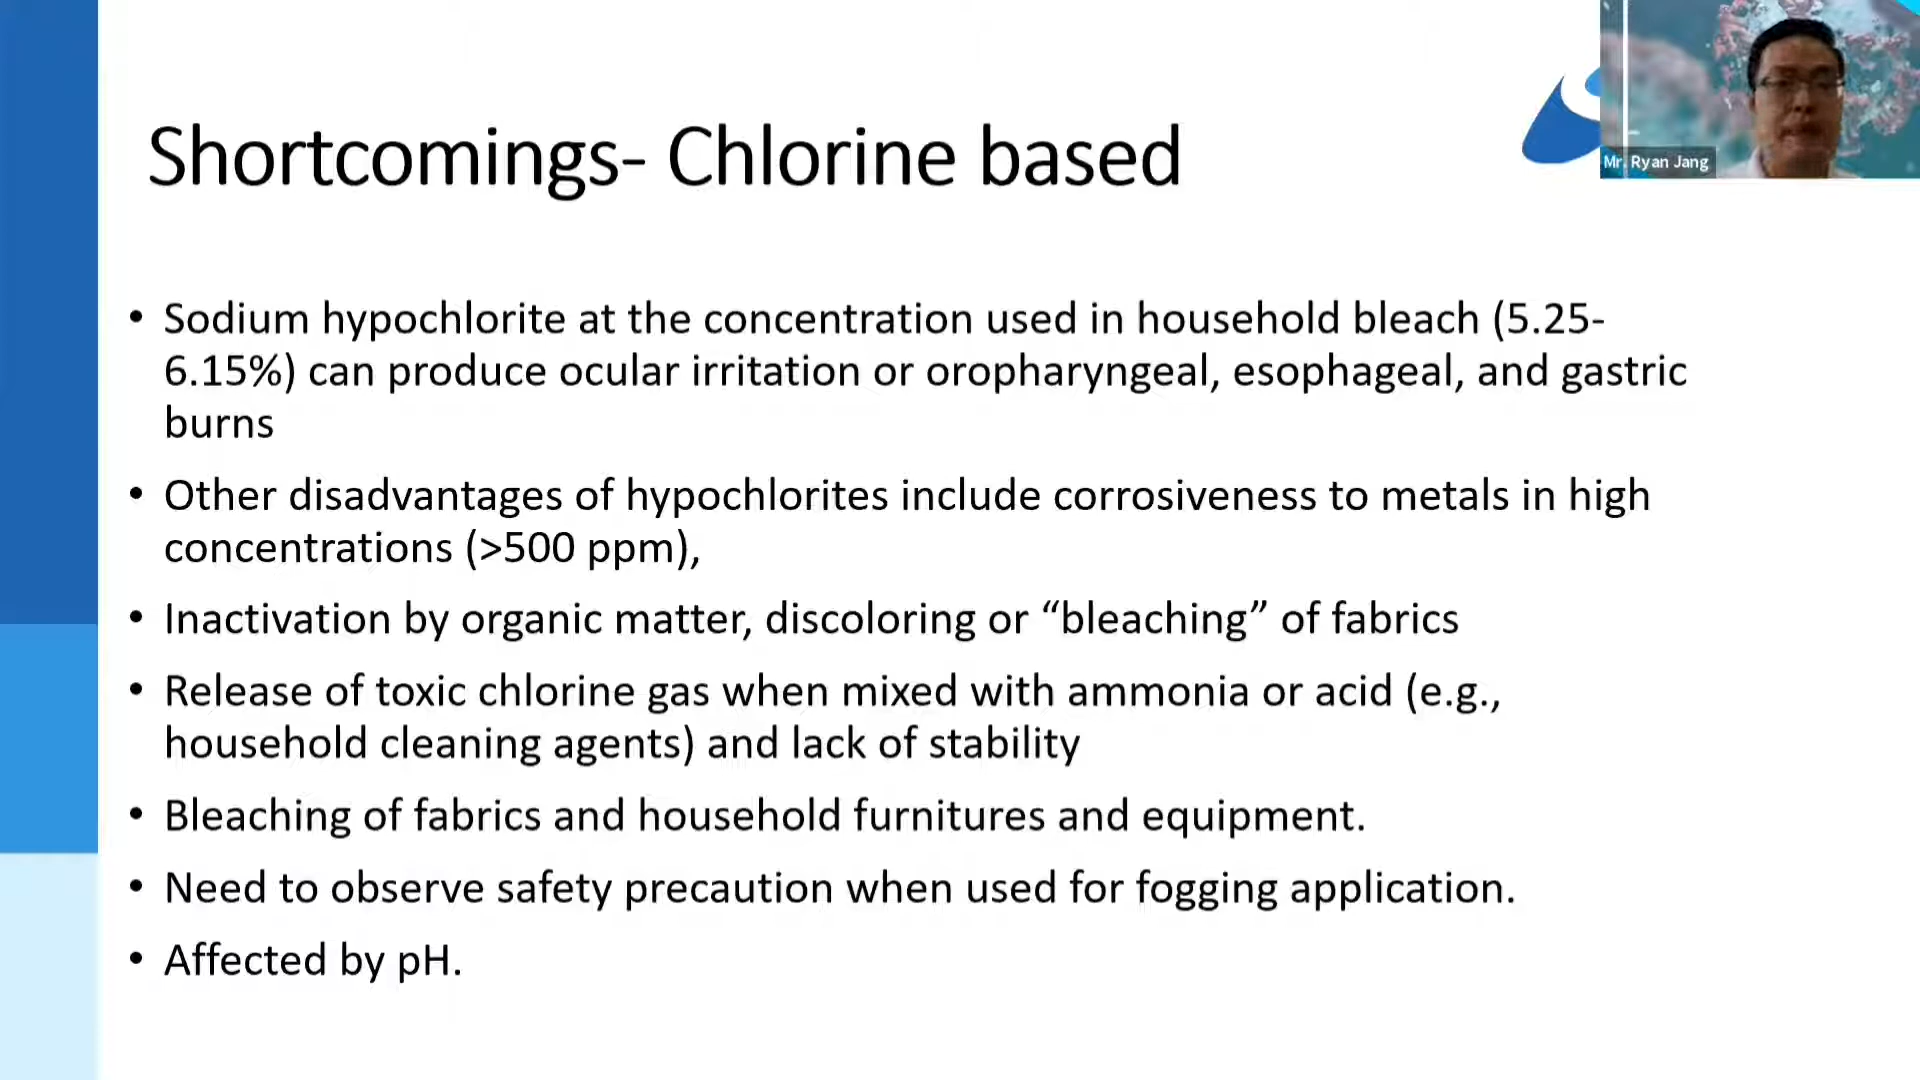 Shortcomings- Chlorine based
Mr. Ryan Jang
• Sodium hypochlorite at the concentration used in household bleach (5.25-
6.15%) can produce ocular irritation or oropharyngeal, esophageal, and gastric
burns
• Other disadvantages of hypochlorites include corrosiveness to metals in high
concentrations (>500 ppm),
• Inactivation by organic matter, discoloring or “bleaching” of fabrics
• Release of toxic chlorine gas when mixed with ammonia or acid (e.g.,
household cleaning agents) and lack of stability
• Bleaching of fabrics and household furnitures and equipment.
• Need to observe safety precaution when used for fogging application.
• Affected by pH.